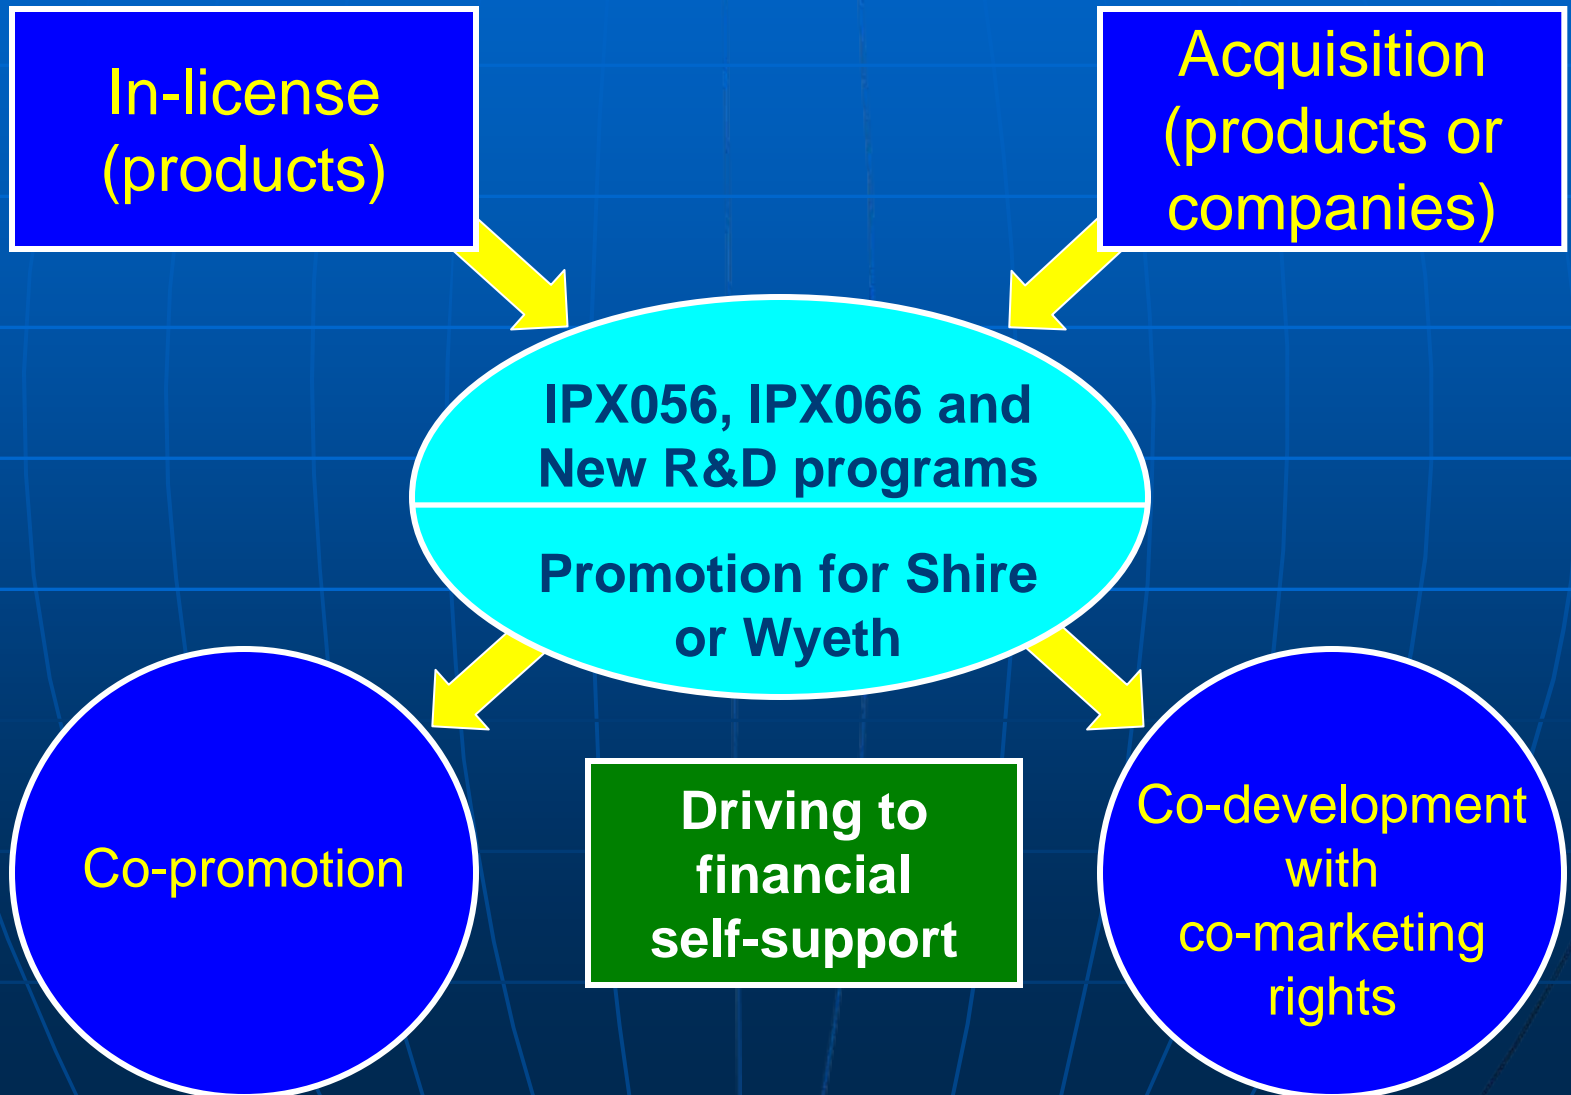 In-license
(products)
Acquisition
(products or
companies)
IPX056, IPX066 and
New R&D programs
Promotion for Shire
or Wyeth
Co-promotion
Driving to
financial
self-support
Co-development
with
co-marketing
rights